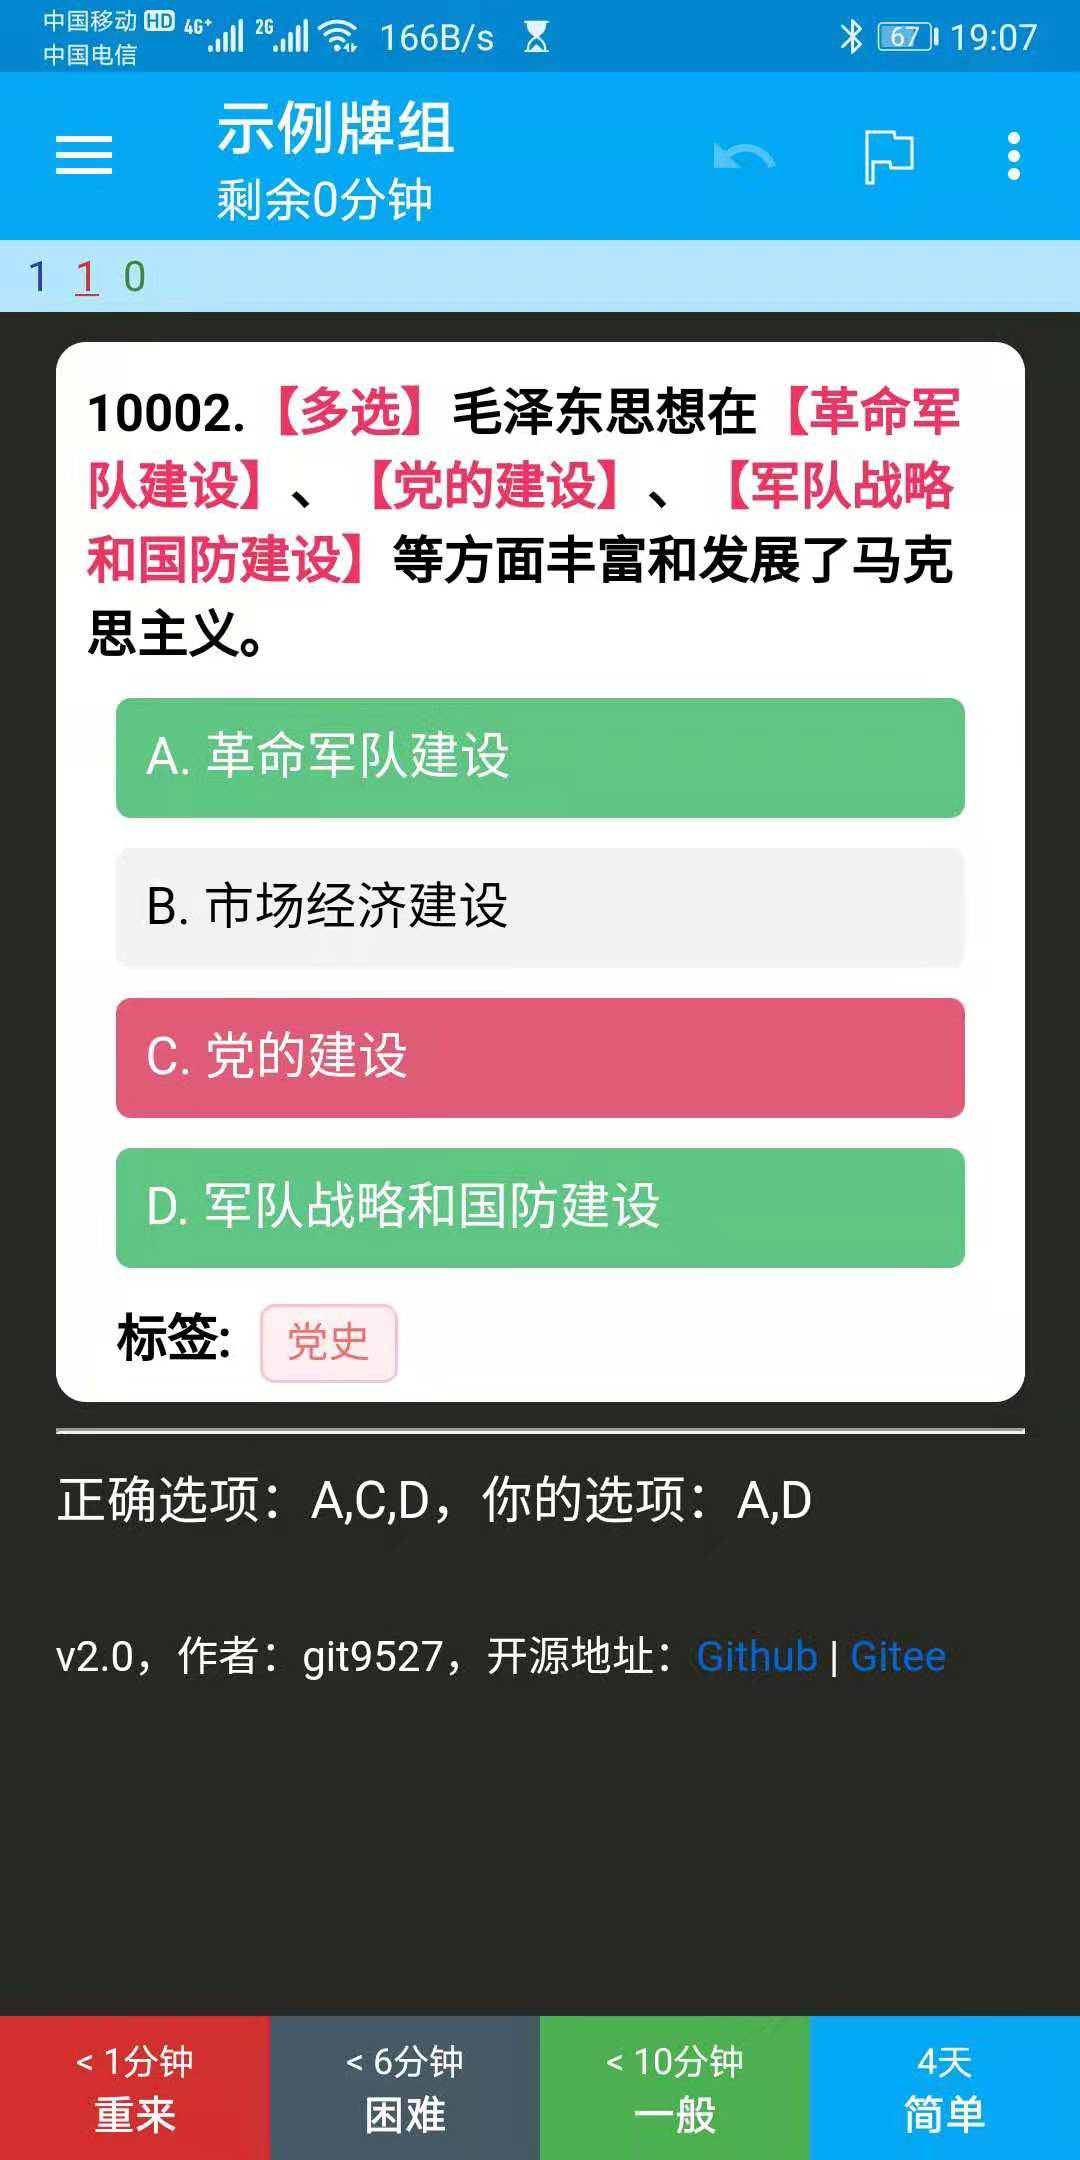 中国移动 HD 4G+ 2G 166B/s 67 19:07
中国电信
示例牌组
剩余0分钟
1 1 0
10002.【多选】毛泽东思想在【革命军
队建设】、【党的建设】、【军队战略
和国防建设】等方面丰富和发展了马克
思主义。
A. 革命军队建设
B. 市场经济建设
C. 党的建设
D. 军队战略和国防建设
标签: 党史
正确选项：A,C,D，你的选项：A,D
v2.0，作者：git9527，开源地址：Github | Gitee
< 1分钟 < 6分钟 < 10分钟 4天
重来 困难 一般 简单